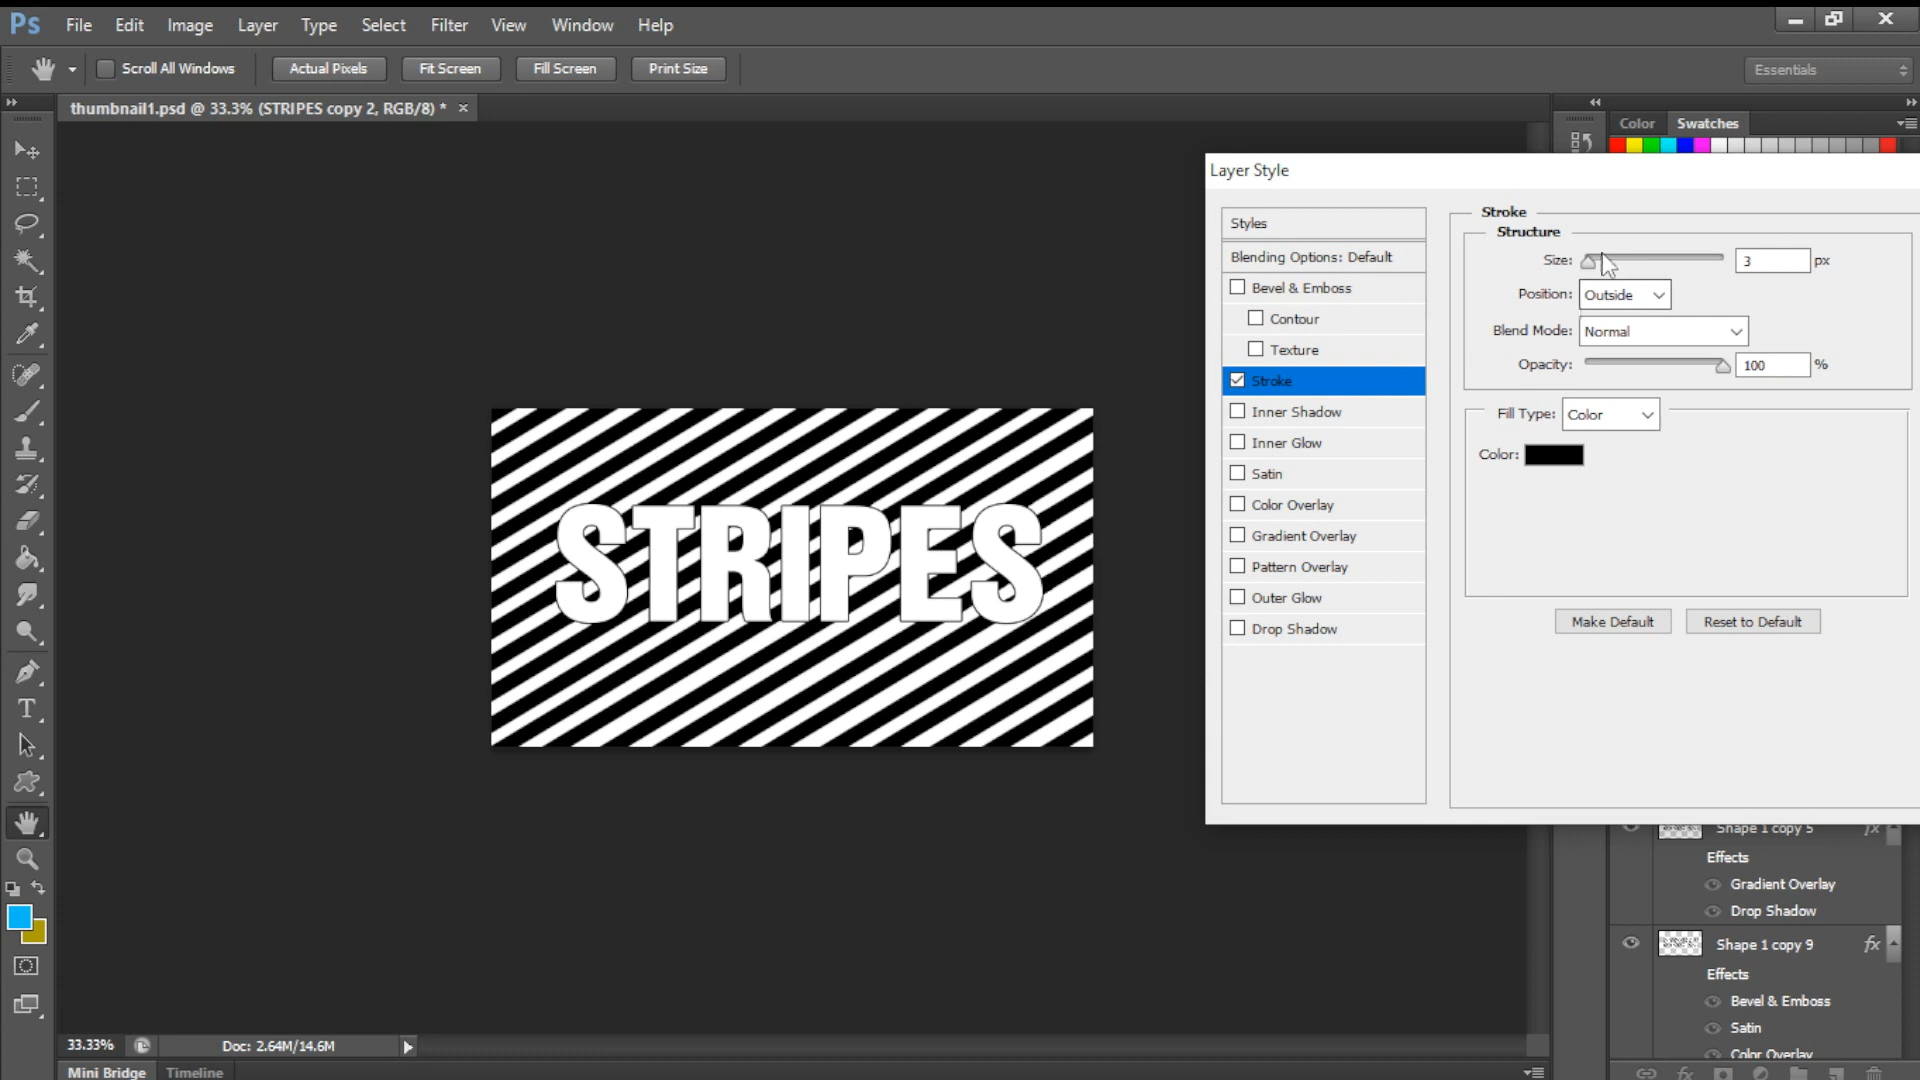 Ps File Edit Image Layer Type Select Filter View Window Help
Scroll All Windows Actual Pixels Fit Screen Fill Screen Print Size Essentials
thumbnail1.psd @ 33.3% (STRIPES copy 2, RGB/8) * ×
Color Swatches
Layer Style
Styles
Blending Options: Default
Bevel & Emboss
Contour
Texture
Stroke
Inner Shadow
Inner Glow
Satin
Color Overlay
Gradient Overlay
Pattern Overlay
Outer Glow
Drop Shadow
Stroke
Structure
Size: 3 px
Position: Outside
Blend Mode: Normal
Opacity: 100 %
Fill Type: Color
Color:
Make Default Reset to Default
STRIPES
Shape 1 copy 5 fx
Effects
Gradient Overlay
Drop Shadow
Shape 1 copy 9 fx
Effects
Bevel & Emboss
Satin
Color Overlay
33.33% Doc: 2.64M/14.6M
Mini Bridge Timeline